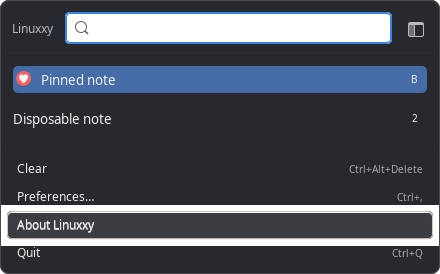 Linuxxy
Pinned note B
Disposable note 2
Clear Ctrl+Alt+Delete
Preferences... Ctrl+,
About Linuxxy
Quit Ctrl+Q